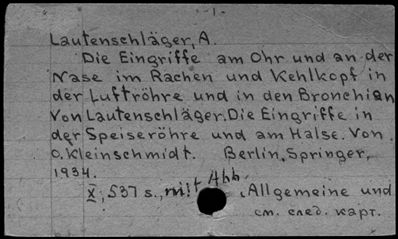 -1-
Lautenschläger, A.
Die Eingriffe am Ohr und an der
Nase im Rachen und Kehlkopf in
der Luftröhre und in den Bronchien
von Lautenschläger. Die Eingriffe in
der Speiseröhre und am Halse. Von
O. Kleinschmidt. Berlin, Springer,
1934.
X, 537 s., mit Abb.
Allgemeine und
см. след. карт.